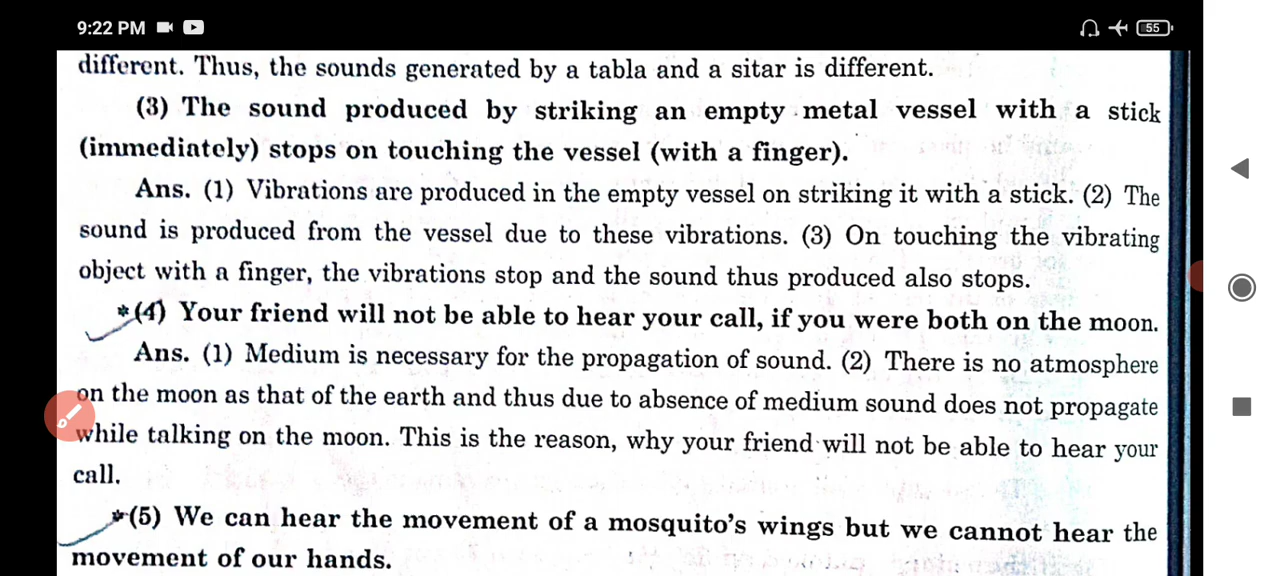 9:22 PM
55
different. Thus, the sounds generated by a tabla and a sitar is different.
(3) The sound produced by striking an empty metal vessel with a stick
(immediately) stops on touching the vessel (with a finger).
Ans. (1) Vibrations are produced in the empty vessel on striking it with a stick. (2) The
sound is produced from the vessel due to these vibrations. (3) On touching the vibrating
object with a finger, the vibrations stop and the sound thus produced also stops.
*(4) Your friend will not be able to hear your call, if you were both on the moon.
Ans. (1) Medium is necessary for the propagation of sound. (2) There is no atmosphere
on the moon as that of the earth and thus due to absence of medium sound does not propagate
while talking on the moon. This is the reason, why your friend will not be able to hear your
call.
*(5) We can hear the movement of a mosquito's wings but we cannot hear the
movement of our hands.